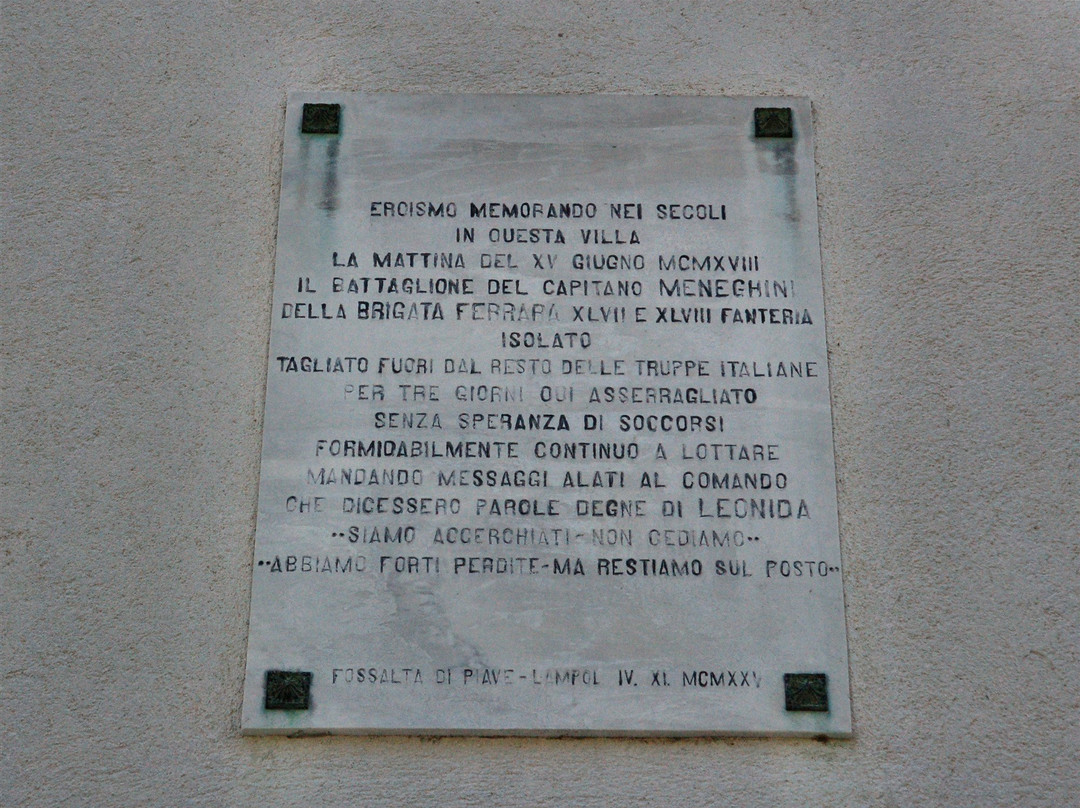 EROISMO MEMORANDO NEI SECOLI
IN QUESTA VILLA
LA MATTINA DEL XV GIUGNO MCMXVIII
IL BATTAGLIONE DEL CAPITANO MENEGHINI
DELLA BRIGATA FERRARA XLVII E XLVIII FANTERIA
ISOLATO
TAGLIATO FUORI DAL RESTO DELLE TRUPPE ITALIANE
PER TRE GIORNI QUI ASSERRAGLIATO
SENZA SPERANZA DI SOCCORSI
FORMIDABILMENTE CONTINUO A LOTTARE
MANDANDO MESSAGGI ALATI AL COMANDO
CHE DICESSERO PAROLE DEGNE DI LEONIDA
"SIAMO ACCERCHIATI - NON CEDIAMO"
"ABBIAMO FORTI PERDITE - MA RESTIAMO SUL POSTO"
FOSSALTA DI PIAVE - LAMPOL IV. XI. MCMXXV